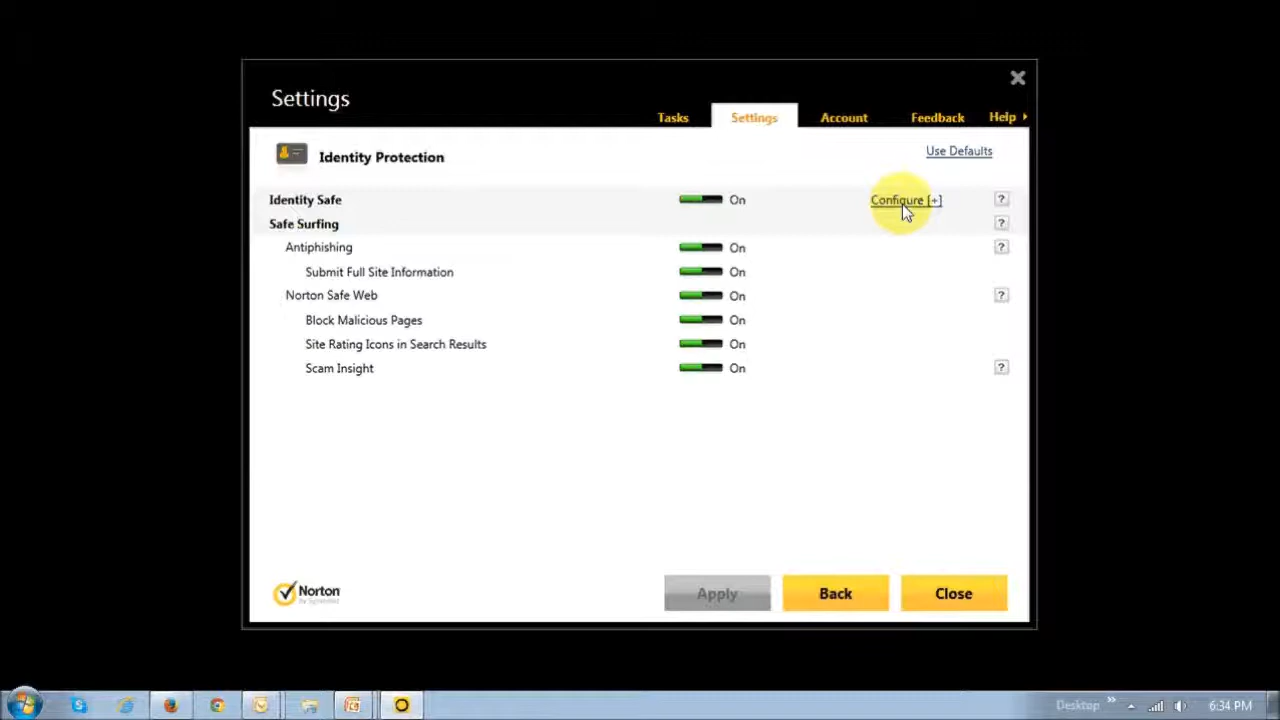 Settings
Tasks
Settings
Account
Feedback
Help
Identity Protection
Use Defaults
Identity Safe
On
Configure [+]
?
Safe Surfing
?
Antiphishing
On
?
Submit Full Site Information
On
Norton Safe Web
On
?
Block Malicious Pages
On
Site Rating Icons in Search Results
On
Scam Insight
On
?
Norton
by Symantec
Apply
Back
Close
Desktop
6:34 PM